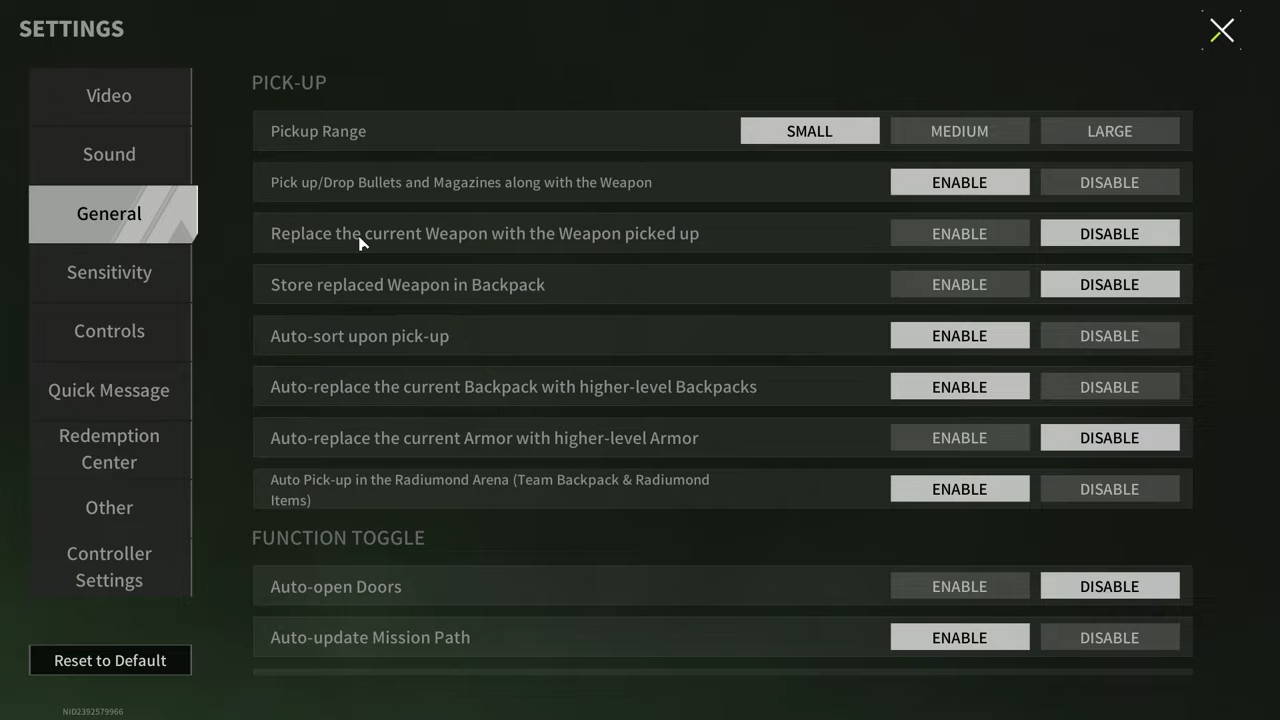 SETTINGS
Video
Sound
General
Sensitivity
Controls
Quick Message
Redemption
Center
Other
Controller
Settings
Reset to Default
NID2392579966
PICK-UP
Pickup Range SMALL MEDIUM LARGE
Pick up/Drop Bullets and Magazines along with the Weapon ENABLE DISABLE
Replace the current Weapon with the Weapon picked up ENABLE DISABLE
Store replaced Weapon in Backpack ENABLE DISABLE
Auto-sort upon pick-up ENABLE DISABLE
Auto-replace the current Backpack with higher-level Backpacks ENABLE DISABLE
Auto-replace the current Armor with higher-level Armor ENABLE DISABLE
Auto Pick-up in the Radiumond Arena (Team Backpack & Radiumond
Items) ENABLE DISABLE
FUNCTION TOGGLE
Auto-open Doors ENABLE DISABLE
Auto-update Mission Path ENABLE DISABLE